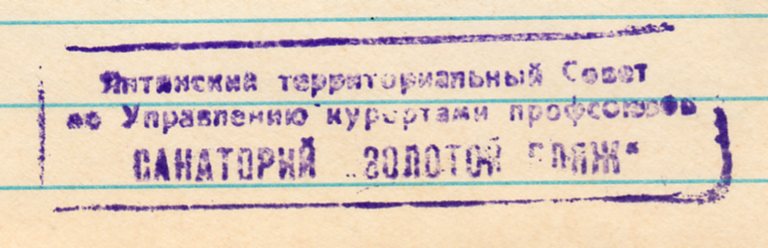 Ялтинский территориальный Совет
по Управлению курортами профсоюзов
САНАТОРИЙ „ЗОЛОТОЙ ПЛЯЖ“